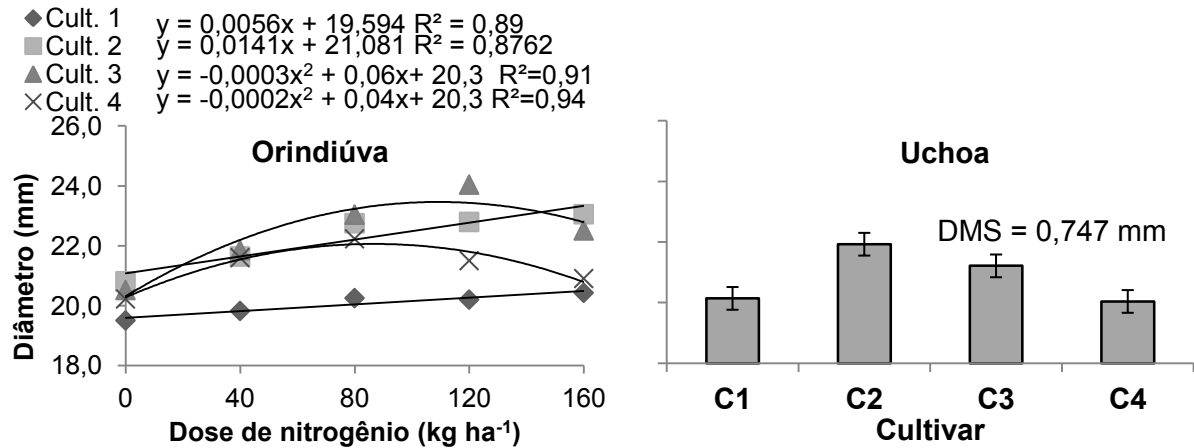 Cult. 1 y = 0,0056x + 19,594 R² = 0,89
Cult. 2 y = 0,0141x + 21,081 R² = 0,8762
Cult. 3 y = -0,0003x² + 0,06x+ 20,3 R²=0,91
Cult. 4 y = -0,0002x² + 0,04x+ 20,3 R²=0,94
Orindiúva
Diâmetro (mm)
26,0
24,0
22,0
20,0
18,0
0 40 80 120 160
Dose de nitrogênio (kg ha⁻¹)
Uchoa
DMS = 0,747 mm
C1 C2 C3 C4
Cultivar